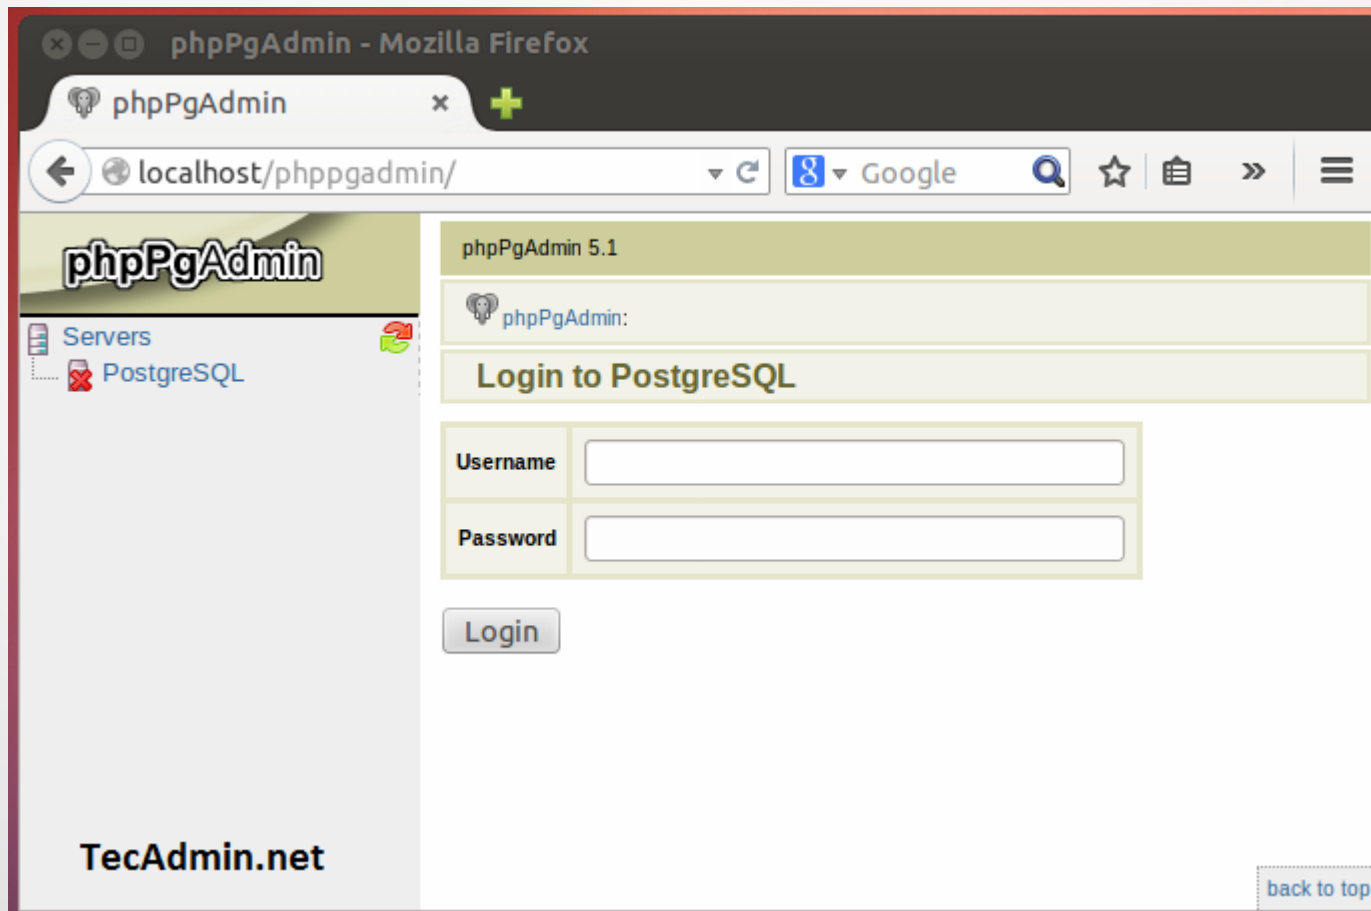 phpPgAdmin - Mozilla Firefox
phpPgAdmin
localhost/phppgadmin/
8 Google
phpPgAdmin
Servers
PostgreSQL
phpPgAdmin 5.1
phpPgAdmin:
Login to PostgreSQL
Username
Password
Login
TecAdmin.net
back to top